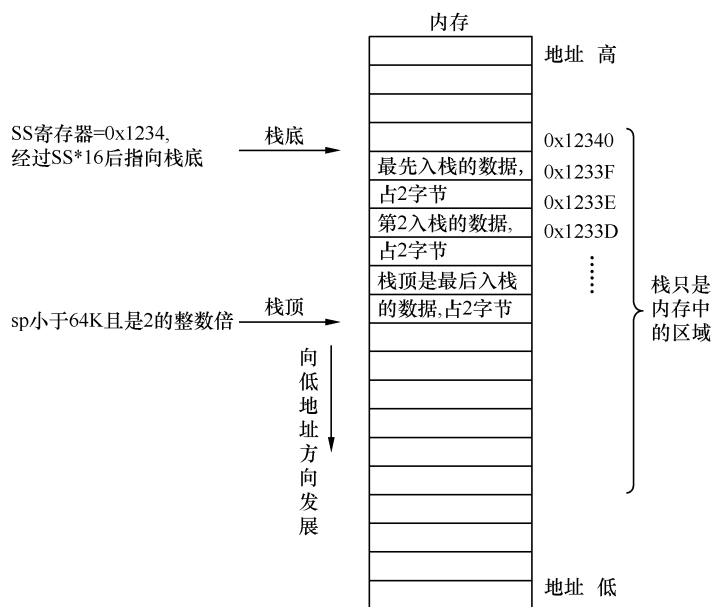 内存
地址 高
SS寄存器=0x1234,
经过SS*16后指向栈底
栈底
0x12340
最先入栈的数据,
占2字节
0x1233F
0x1233E
第2入栈的数据,
占2字节
0x1233D
栈顶是最后入栈
的数据,占2字节
……
栈只是
内存中
的区域
sp小于64K且是2的整数倍
栈顶
向低地址方向发展
地址 低